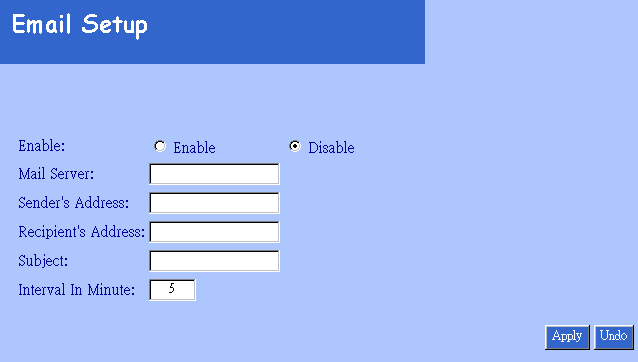 Email Setup
Enable: Enable Disable
Mail Server:
Sender's Address:
Recipient's Address:
Subject:
Interval In Minute: 5
Apply Undo